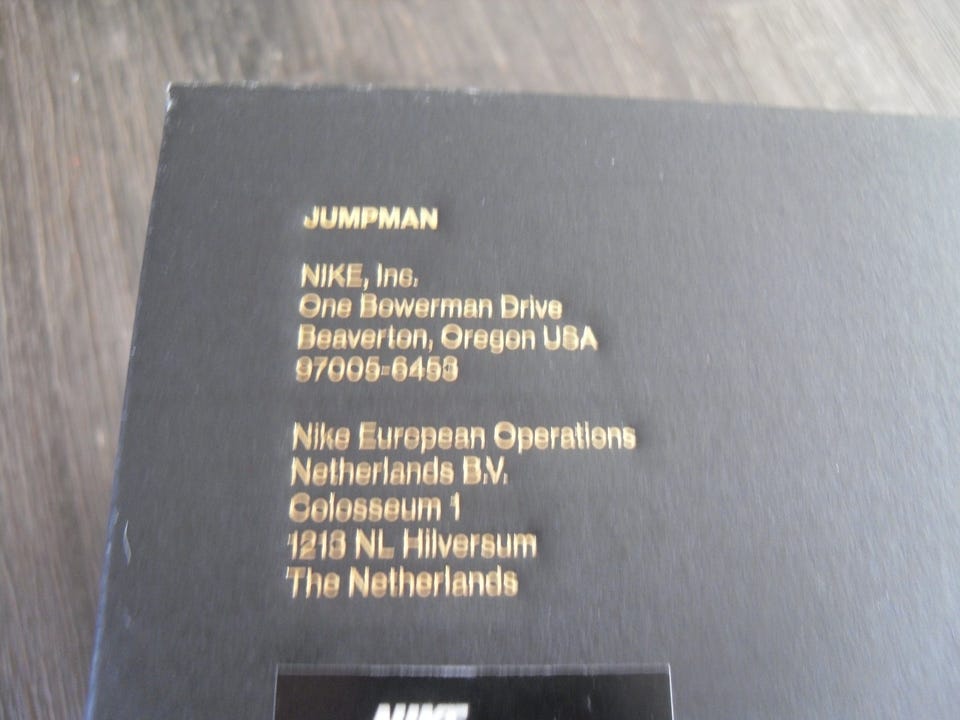 JUMPMAN
NIKE, Inc.
One Bowerman Drive
Beaverton, Oregon USA
97005-6453
Nike European Operations
Netherlands B.V.
Colosseum 1
1213 NL Hilversum
The Netherlands
NIKE